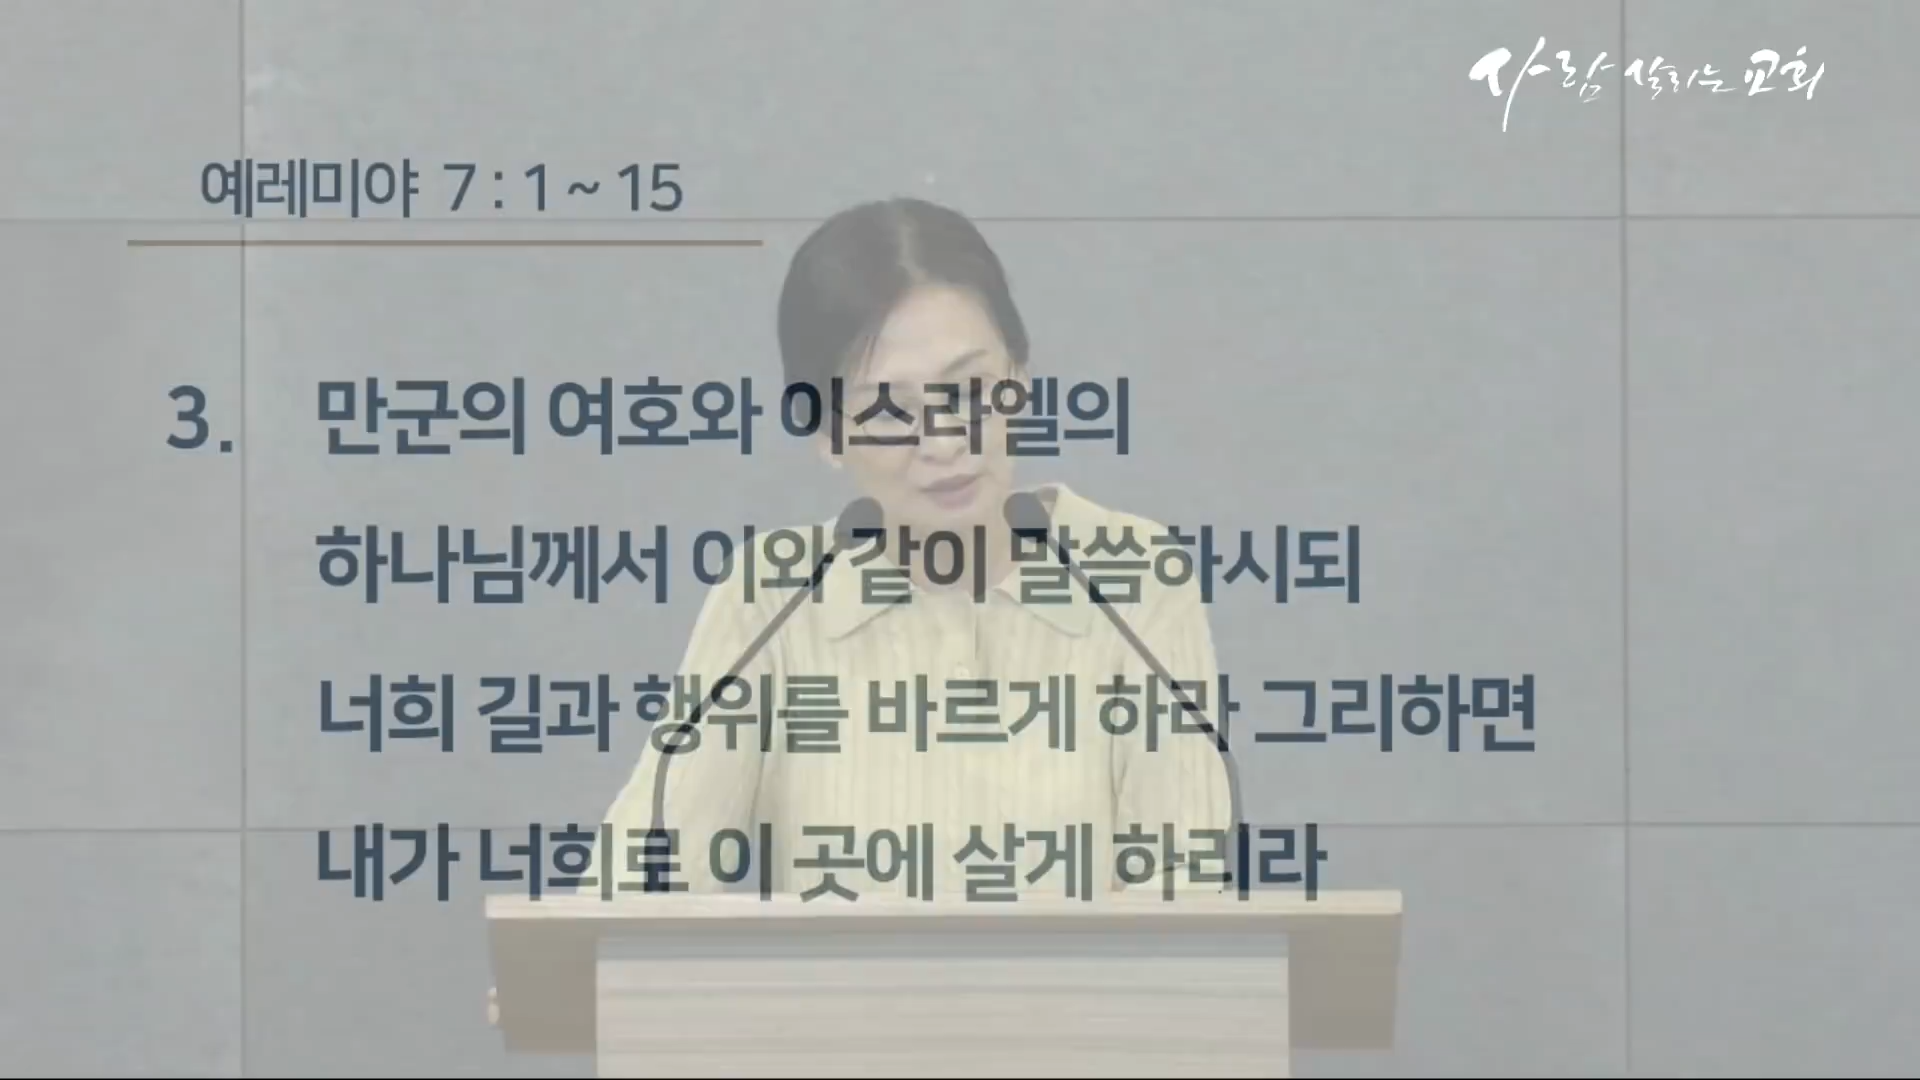 사람 살리는 교회
예레미야 7 : 1 ~ 15
3. 만군의 여호와 이스라엘의
하나님께서 이와 같이 말씀하시되
너희 길과 행위를 바르게 하라 그리하면
내가 너희로 이 곳에 살게 하리라